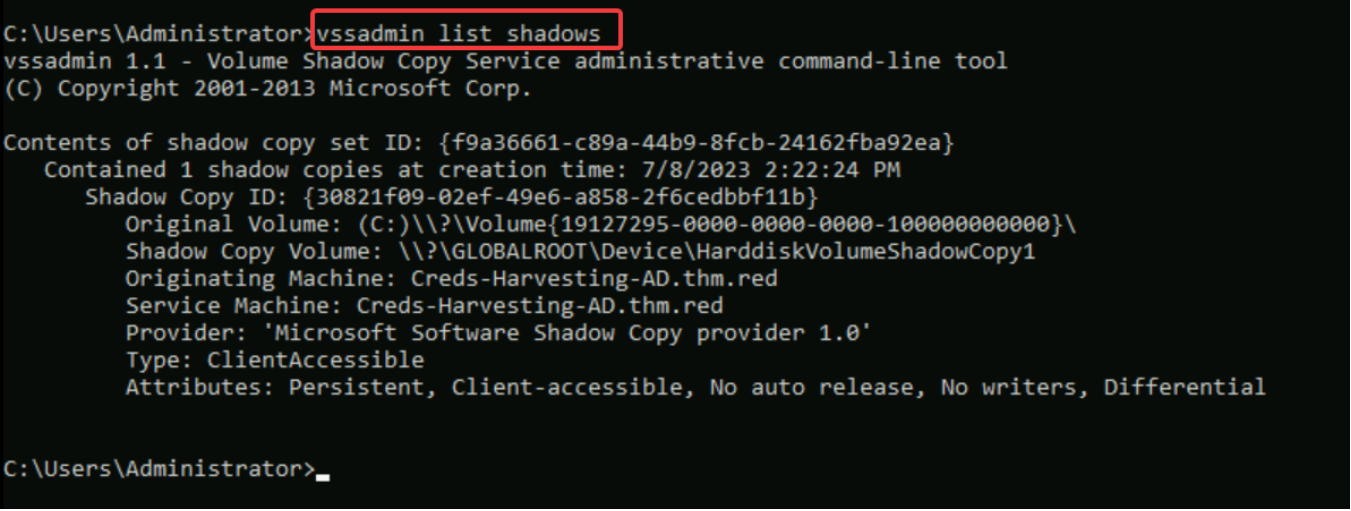 C:\Users\Administrator>vssadmin list shadows
vssadmin 1.1 - Volume Shadow Copy Service administrative command-line tool
(C) Copyright 2001-2013 Microsoft Corp.
Contents of shadow copy set ID: {f9a36661-c89a-44b9-8fcb-24162fba92ea}
Contained 1 shadow copies at creation time: 7/8/2023 2:22:24 PM
Shadow Copy ID: {30821f09-02ef-49e6-a858-2f6cedbbf11b}
Original Volume: (C:)\\?\Volume{19127295-0000-0000-0000-100000000000}\
Shadow Copy Volume: \\?\GLOBALROOT\Device\HarddiskVolumeShadowCopy1
Originating Machine: Creds-Harvesting-AD.thm.red
Service Machine: Creds-Harvesting-AD.thm.red
Provider: 'Microsoft Software Shadow Copy provider 1.0'
Type: ClientAccessible
Attributes: Persistent, Client-accessible, No auto release, No writers, Differential
C:\Users\Administrator>